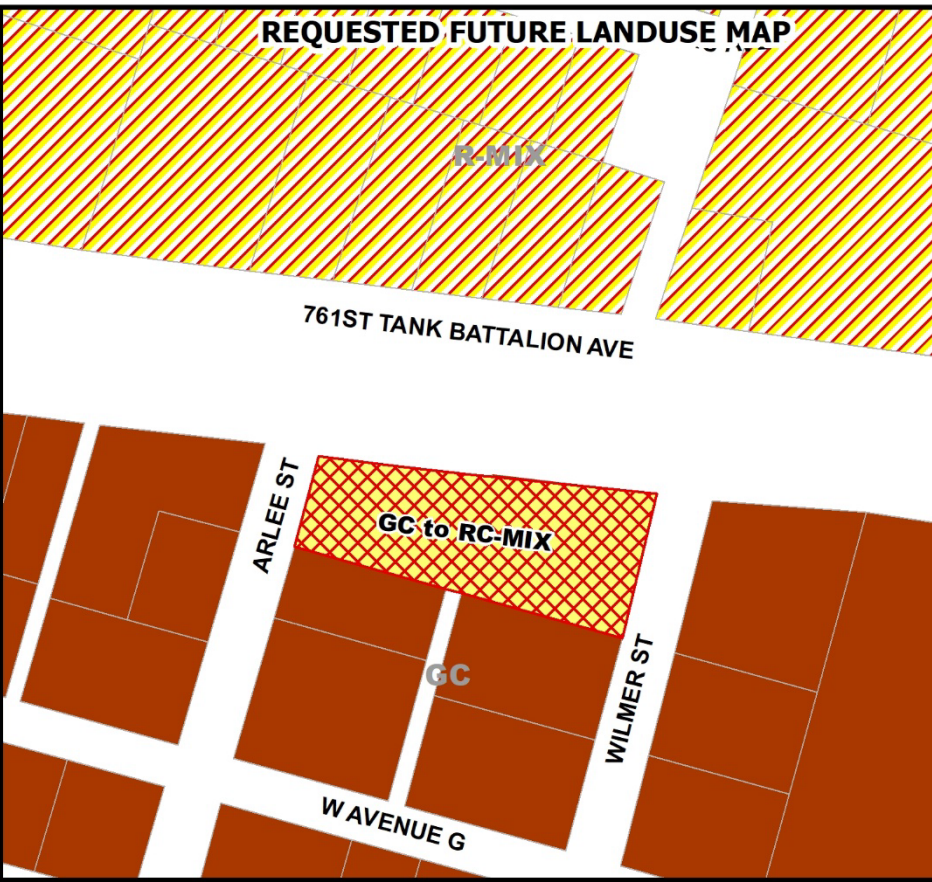 REQUESTED FUTURE LANDUSE MAP
R-MIX
761ST TANK BATTALION AVE
ARLEE ST
GC to RC-MIX
GC
WILMER ST
W AVENUE G